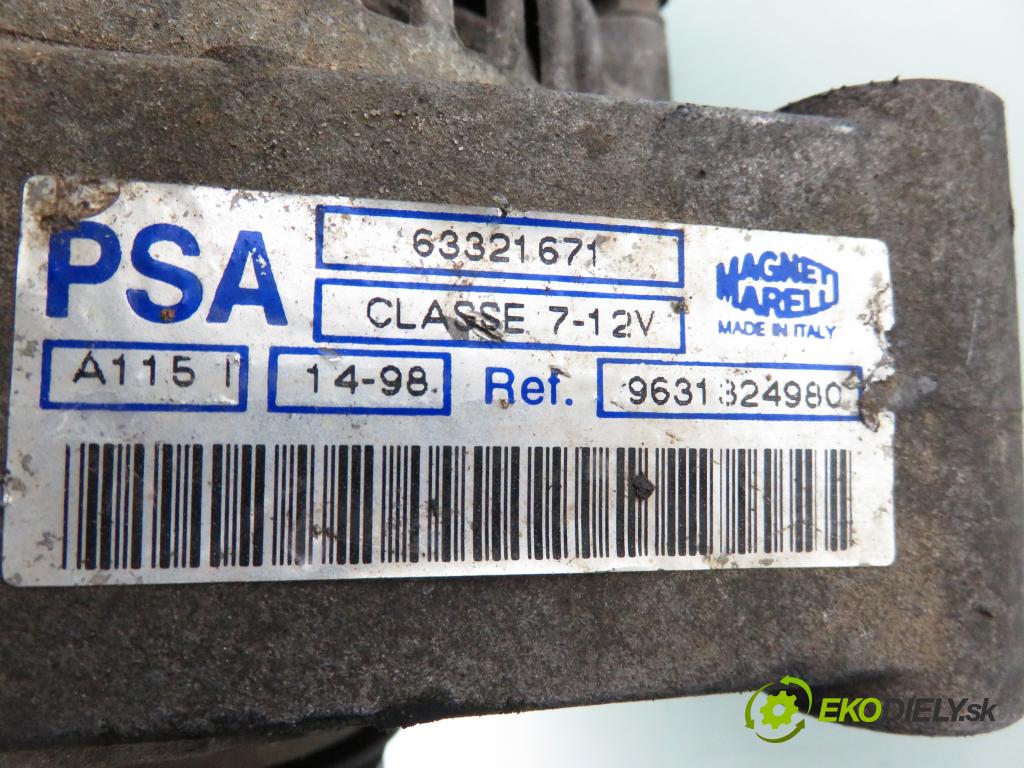 PSA
63321671
CLASSE 7-12V
MAGNETI
MARELLI
MADE IN ITALY
A115 I
14-98
Ref. 9631324980
EKODIELY.sk